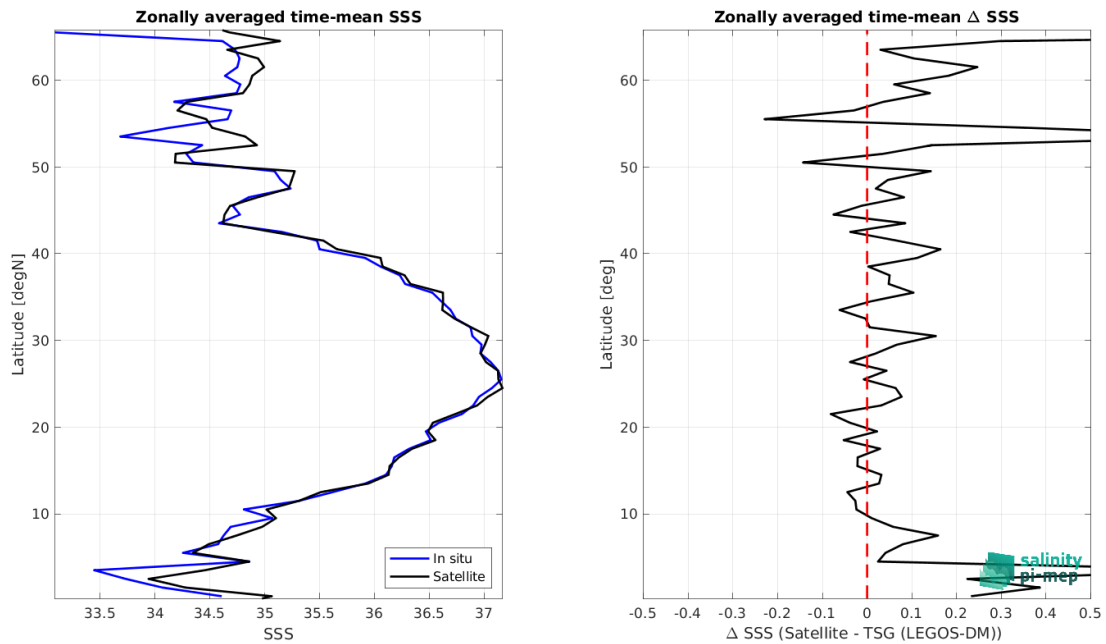 Zonally averaged time-mean SSS
Latitude [degN]
60
50
40
30
20
10
33.5 34 34.5 35 35.5 36 36.5 37
SSS
In situ
Satellite
Zonally averaged time-mean Δ SSS
Latitude [deg]
60
50
40
30
20
10
-0.5 -0.4 -0.3 -0.2 -0.1 0 0.1 0.2 0.3 0.4 0.5
Δ SSS (Satellite - TSG (LEGOS-DM))
salinity
pi-mep